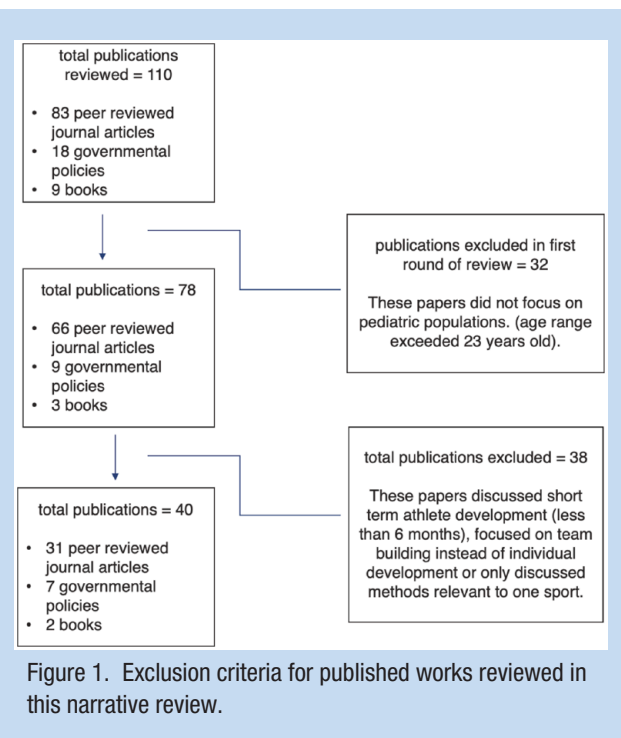 total publications
reviewed = 110
• 83 peer reviewed
journal articles
• 18 governmental
policies
• 9 books
publications excluded in first
round of review = 32
These papers did not focus on
pediatric populations. (age range
exceeded 23 years old).
total publications = 78
• 66 peer reviewed
journal articles
• 9 governmental
policies
• 3 books
total publications excluded = 38
These papers discussed short
term athlete development (less
than 6 months), focused on team
building instead of individual
development or only discussed
methods relevant to one sport.
total publications = 40
• 31 peer reviewed
journal articles
• 7 governmental
policies
• 2 books
Figure 1. Exclusion criteria for published works reviewed in
this narrative review.